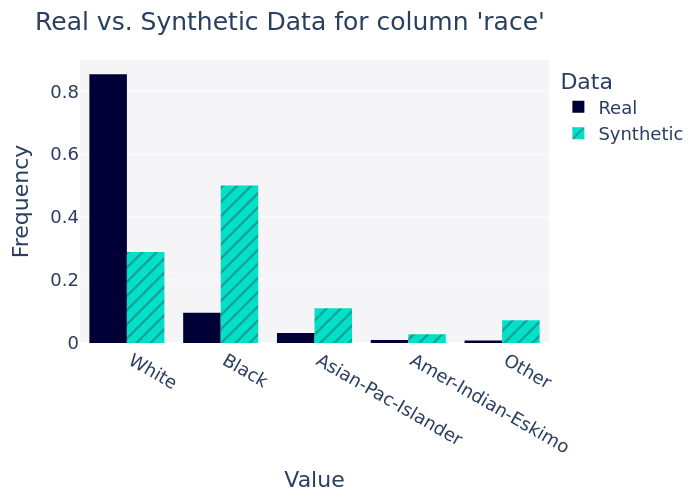 Real vs. Synthetic Data for column 'race'
Data
Real
Synthetic
Frequency
0.8
0.6
0.4
0.2
0
White
Black
Asian-Pac-Islander
Amer-Indian-Eskimo
Other
Value